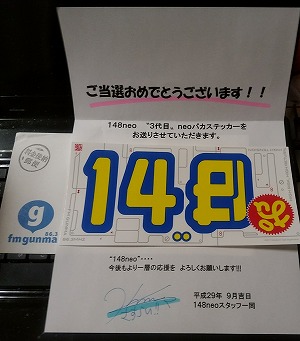 ご当選おめでとうございます！！
148neo　“3代目„ neoバカステッカーを
お送りさせていただきます。
148
g
86.3
fmgunma
“148neo”・・・・
今後もより一層の応援を よろしくお願いします!!!
平成29年 9月吉日
148neoスタッフ一同